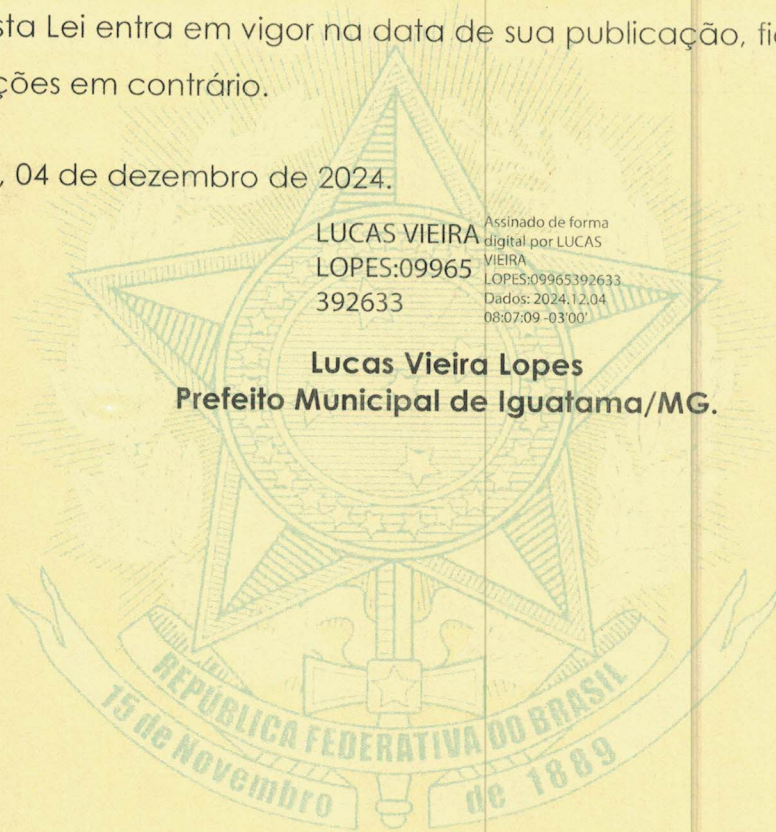 sta Lei entra em vigor na data de sua publicação, fi
ções em contrário.
, 04 de dezembro de 2024.
LUCAS VIEIRA
LOPES:09965
392633
Assinado de forma
digital por LUCAS
VIEIRA
LOPES:09965392633
Dados: 2024.12.04
08:07:09 -03'00'
Lucas Vieira Lopes
Prefeito Municipal de Iguatama/MG.
REPÚBLICA FEDERATIVA DO BRASIL
15 de Novembro de 1889